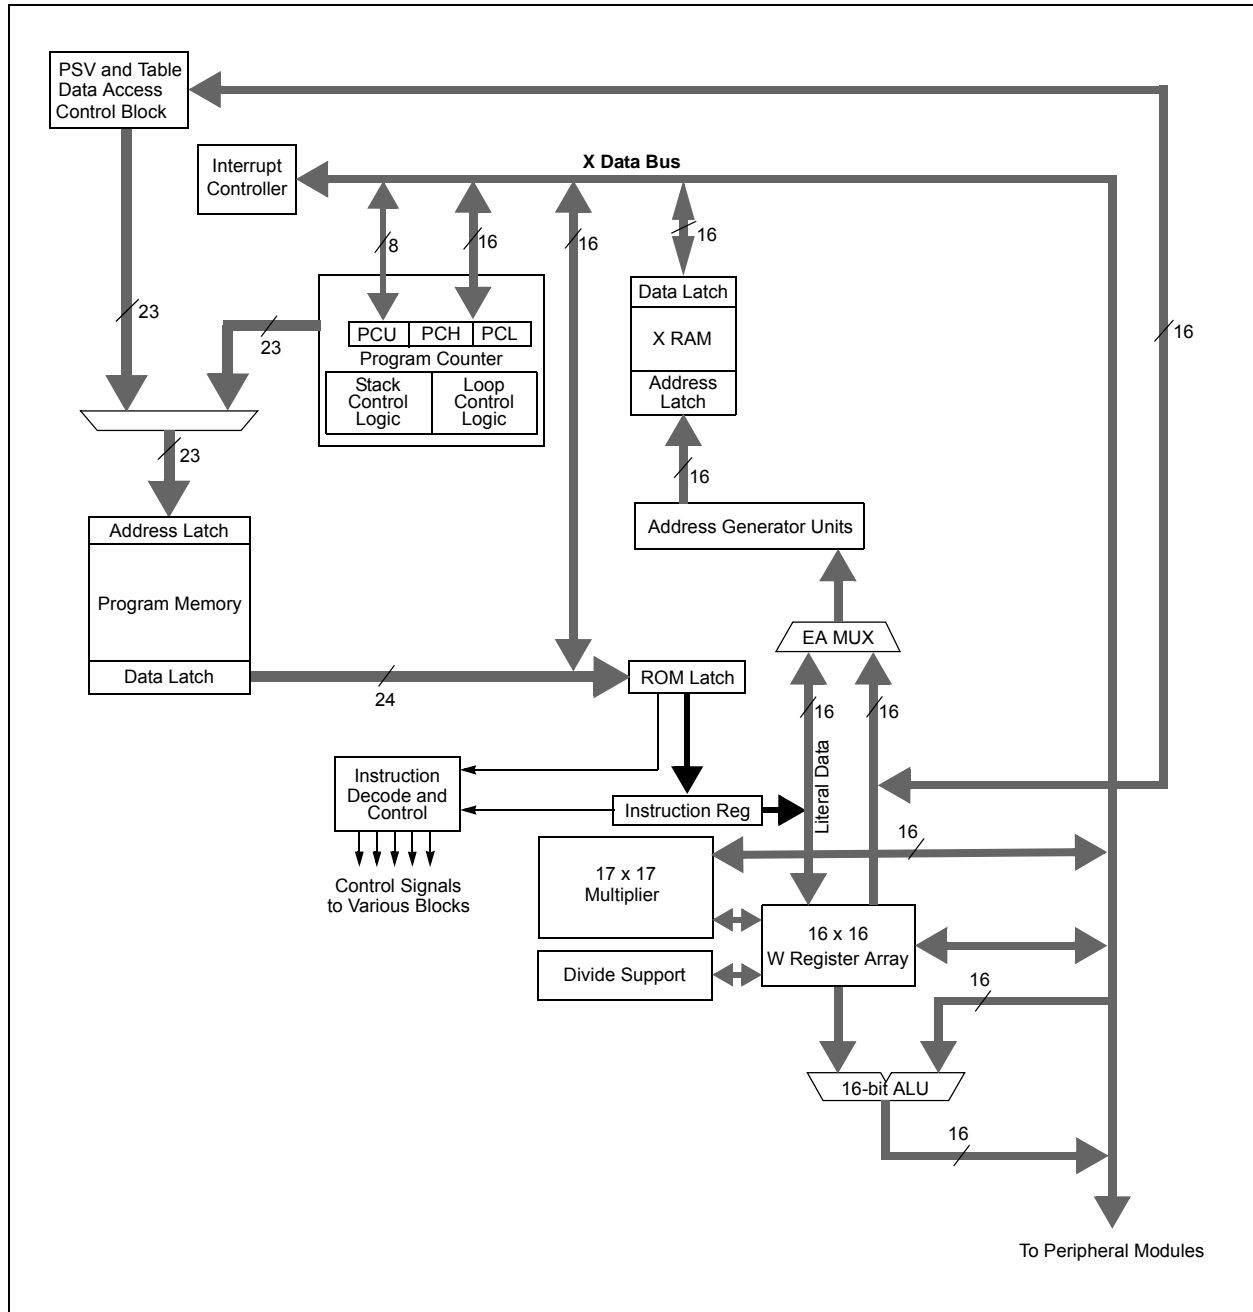 PSV and Table
Data Access
Control Block
Interrupt
Controller
X Data Bus
8
16
16
16
23
23
16
PCU
PCH
PCL
Program Counter
Stack
Control
Logic
Loop
Control
Logic
Data Latch
X RAM
Address
Latch
23
16
Address Latch
Program Memory
Data Latch
24
Address Generator Units
EA MUX
ROM Latch
16
16
Literal Data
Instruction
Decode and
Control
Instruction Reg
Control Signals
to Various Blocks
17 x 17
Multiplier
16
16 x 16
W Register Array
Divide Support
16
16-bit ALU
16
To Peripheral Modules